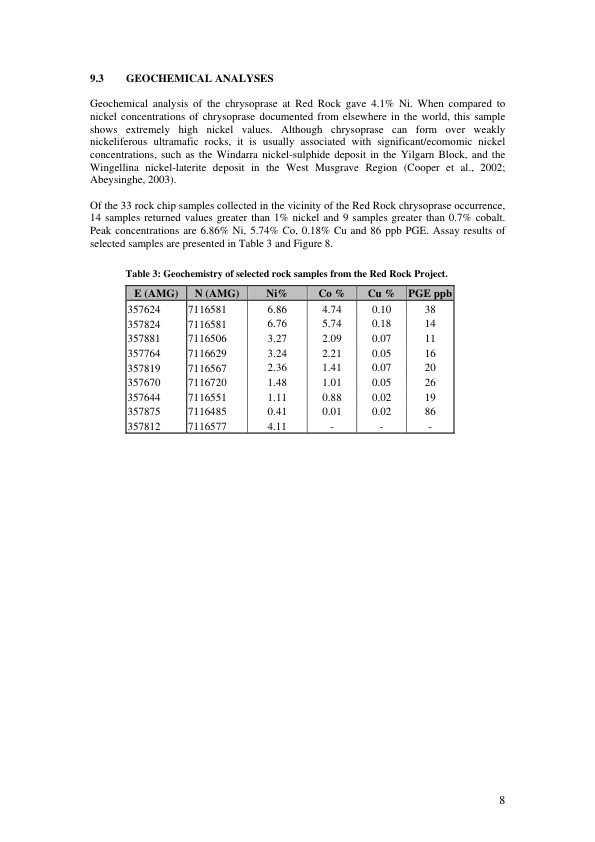 9.3 GEOCHEMICAL ANALYSES
Geochemical analysis of the chrysoprase at Red Rock gave 4.1% Ni. When compared to
nickel concentrations of chrysoprase documented from elsewhere in the world, this sample
shows extremely high nickel values. Although chrysoprase can form over weakly
nickeliferous ultramafic rocks, it is usually associated with significant/ecomomic nickel
concentrations, such as the Windarra nickel-sulphide deposit in the Yilgarn Block, and the
Wingellina nickel-laterite deposit in the West Musgrave Region (Cooper et al., 2002;
Abeysinghe, 2003).
Of the 33 rock chip samples collected in the vicinity of the Red Rock chrysoprase occurrence,
14 samples returned values greater than 1% nickel and 9 samples greater than 0.7% cobalt.
Peak concentrations are 6.86% Ni, 5.74% Co, 0.18% Cu and 86 ppb PGE. Assay results of
selected samples are presented in Table 3 and Figure 8.
Table 3: Geochemistry of selected rock samples from the Red Rock Project.
E (AMG) N (AMG) Ni% Co % Cu % PGE ppb
357624 7116581 6.86 4.74 0.10 38
357824 7116581 6.76 5.74 0.18 14
357881 7116506 3.27 2.09 0.07 11
357764 7116629 3.24 2.21 0.05 16
357819 7116567 2.36 1.41 0.07 20
357670 7116720 1.48 1.01 0.05 26
357644 7116551 1.11 0.88 0.02 19
357875 7116485 0.41 0.01 0.02 86
357812 7116577 4.11 - - -
8